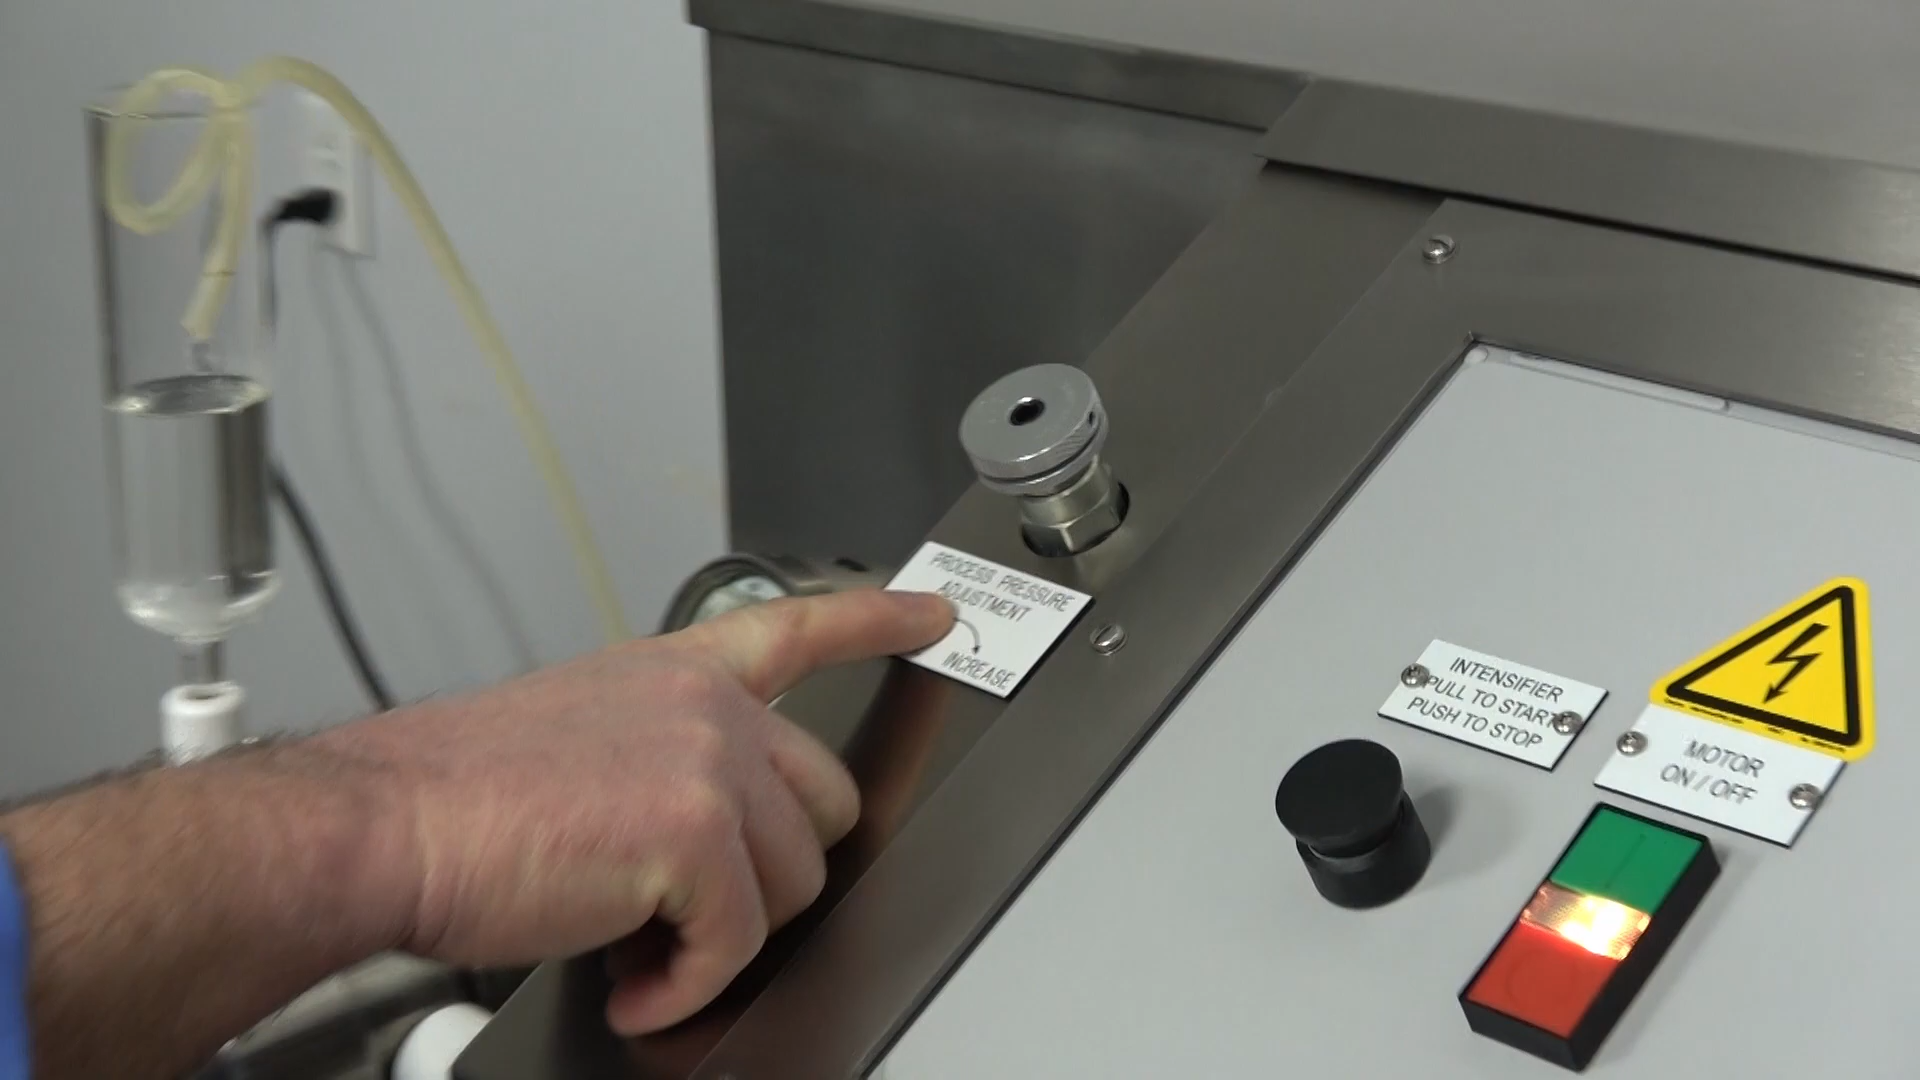 PROCESS PRESSURE
ADJUSTMENT
INCREASE
INTENSIFIER
PULL TO START
PUSH TO STOP
MOTOR
ON / OFF